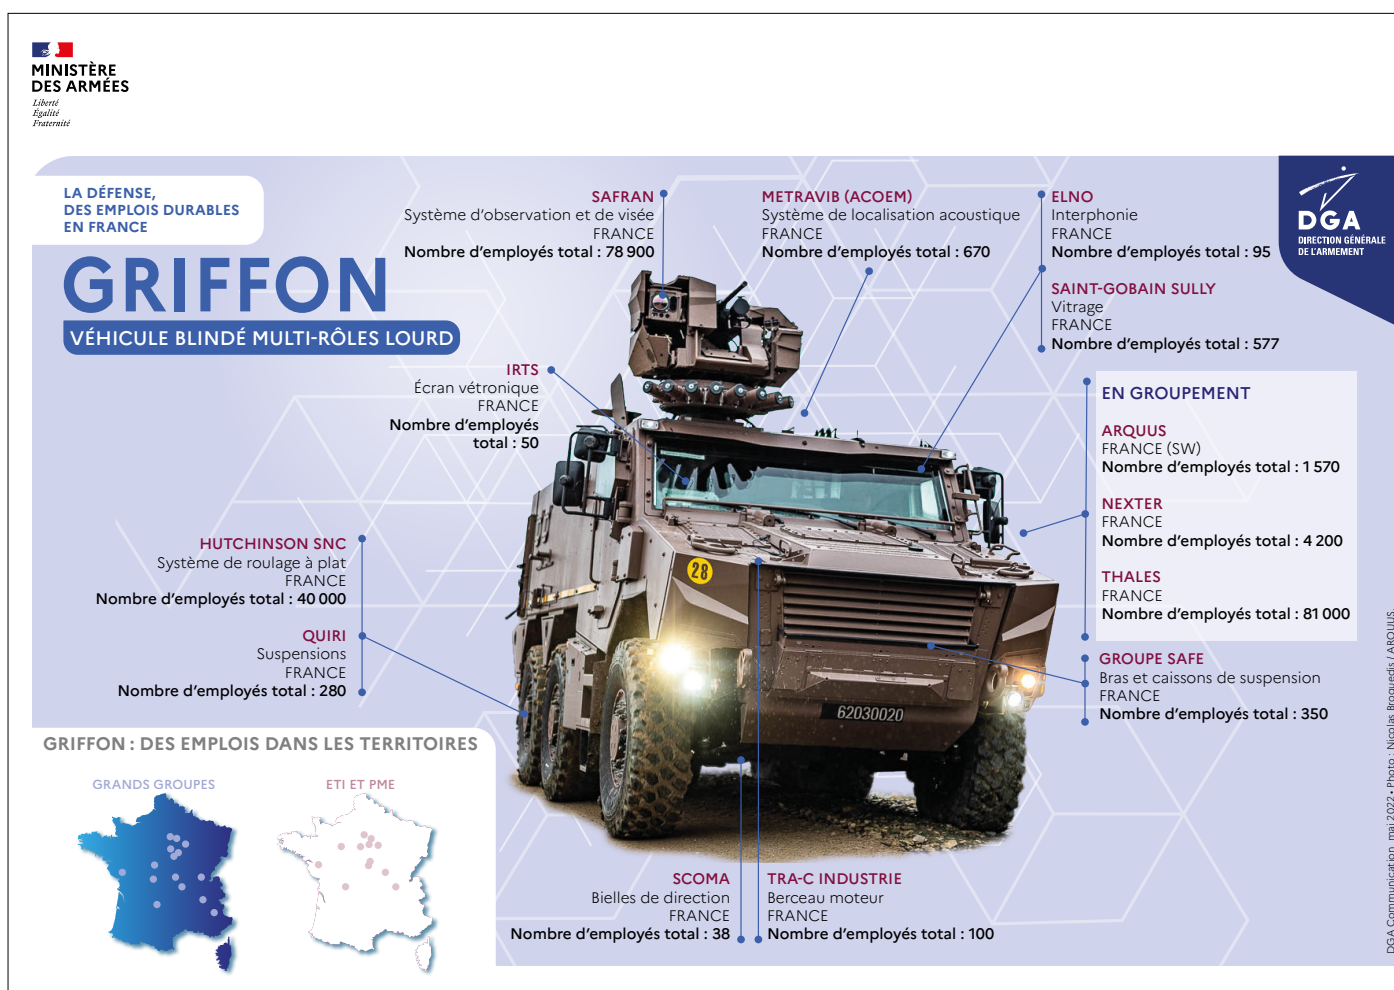 MINISTÈRE
DES ARMÉES
Liberté
Égalité
Fraternité
LA DÉFENSE,
DES EMPLOIS DURABLES
EN FRANCE
GRIFFON
VÉHICULE BLINDÉ MULTI-RÔLES LOURD
SAFRAN
Système d'observation et de visée
FRANCE
Nombre d'employés total : 78 900
METRAVIB (ACOEM)
Système de localisation acoustique
FRANCE
Nombre d'employés total : 670
ELNO
Interphonie
FRANCE
Nombre d'employés total : 95
SAINT-GOBAIN SULLY
Vitrage
FRANCE
Nombre d'employés total : 577
DGA
DIRECTION GÉNÉRALE
DE L'ARMEMENT
IRTS
Écran vétronique
FRANCE
Nombre d'employés
total : 50
EN GROUPEMENT
ARQUUS
FRANCE (SW)
Nombre d'employés total : 1 570
NEXTER
FRANCE
Nombre d'employés total : 4 200
THALES
FRANCE
Nombre d'employés total : 81 000
HUTCHINSON SNC
Système de roulage à plat
FRANCE
Nombre d'employés total : 40 000
QUIRI
Suspensions
FRANCE
Nombre d'employés total : 280
28
62030020
GROUPE SAFE
Bras et caissons de suspension
FRANCE
Nombre d'employés total : 350
GRIFFON : DES EMPLOIS DANS LES TERRITOIRES
GRANDS GROUPES
ETI ET PME
SCOMA
Bielles de direction
FRANCE
Nombre d'employés total : 38
TRA-C INDUSTRIE
Berceau moteur
FRANCE
Nombre d'employés total : 100
DGA Communication mai 2022 • Photo : Nicolas Broquedis / ARQUUS.